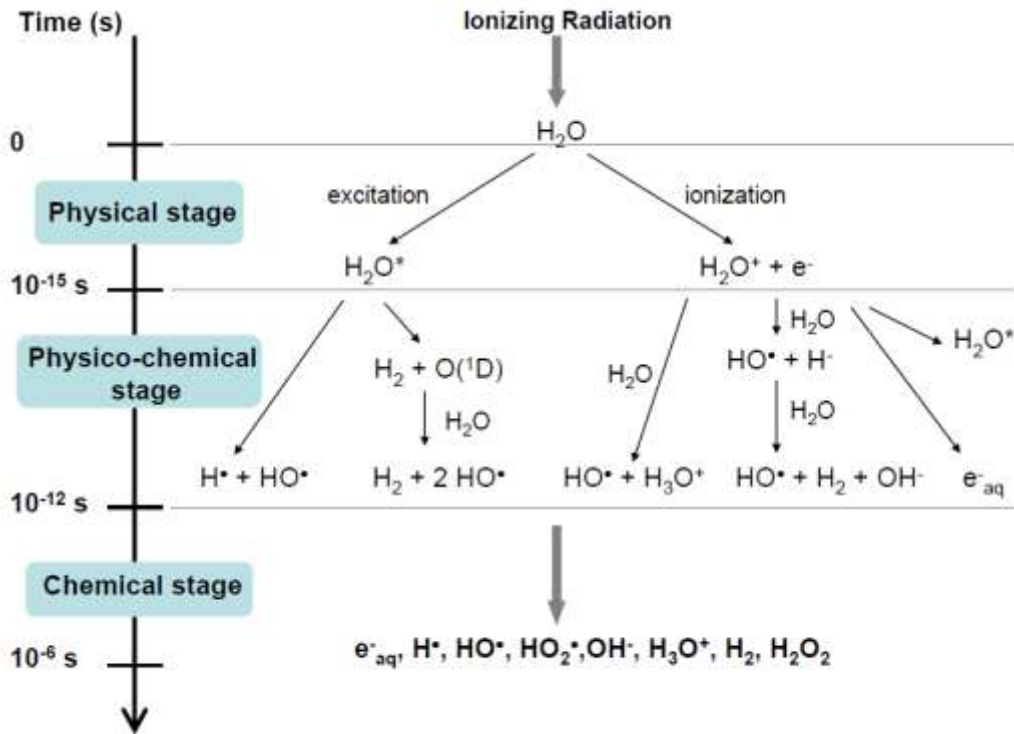 Time (s)
Ionizing Radiation
H₂O
0
excitation
ionization
Physical stage
H₂O*
H₂O⁺ + e⁻
10⁻¹⁵ s
H₂O
H₂O*
Physico-chemical
stage
H₂ + O(¹D)
H₂O
HO• + H⁻
H₂O
H₂O
H• + HO•
H₂ + 2 HO•
HO• + H₃O⁺
HO• + H₂ + OH⁻
e⁻aq
10⁻¹² s
Chemical stage
e⁻aq, H•, HO•, HO₂•,OH⁻, H₃O⁺, H₂, H₂O₂
10⁻⁶ s